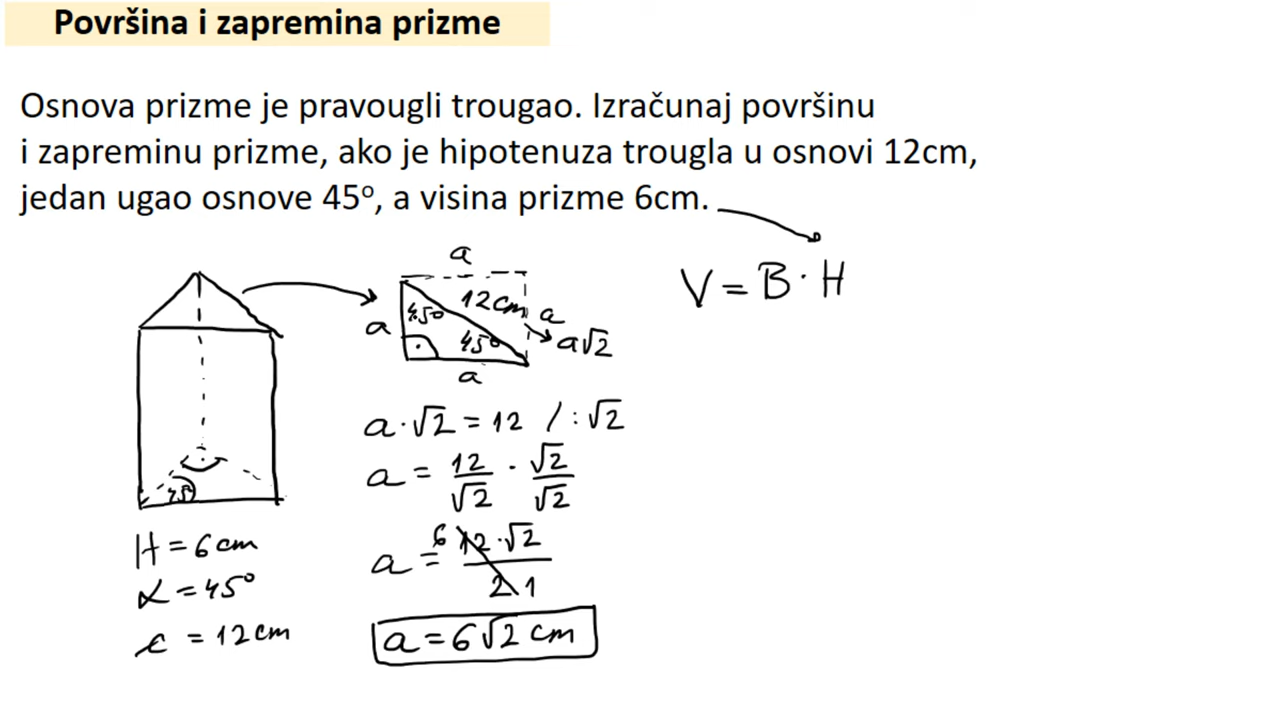 Površina i zapremina prizme
Osnova prizme je pravougli trougao. Izračunaj površinu
i zapreminu prizme, ako je hipotenuza trougla u osnovi 12cm,
jedan ugao osnove 45°, a visina prizme 6cm.
a
12cm
45°
a
a
45°
a√2
a
V = B · H
45°
a · √2 = 12 / : √2
a = 12/√2 · √2/√2
a = 6 12 · √2 / 2 1
a = 6√2 cm
H = 6cm
α = 45°
c = 12cm